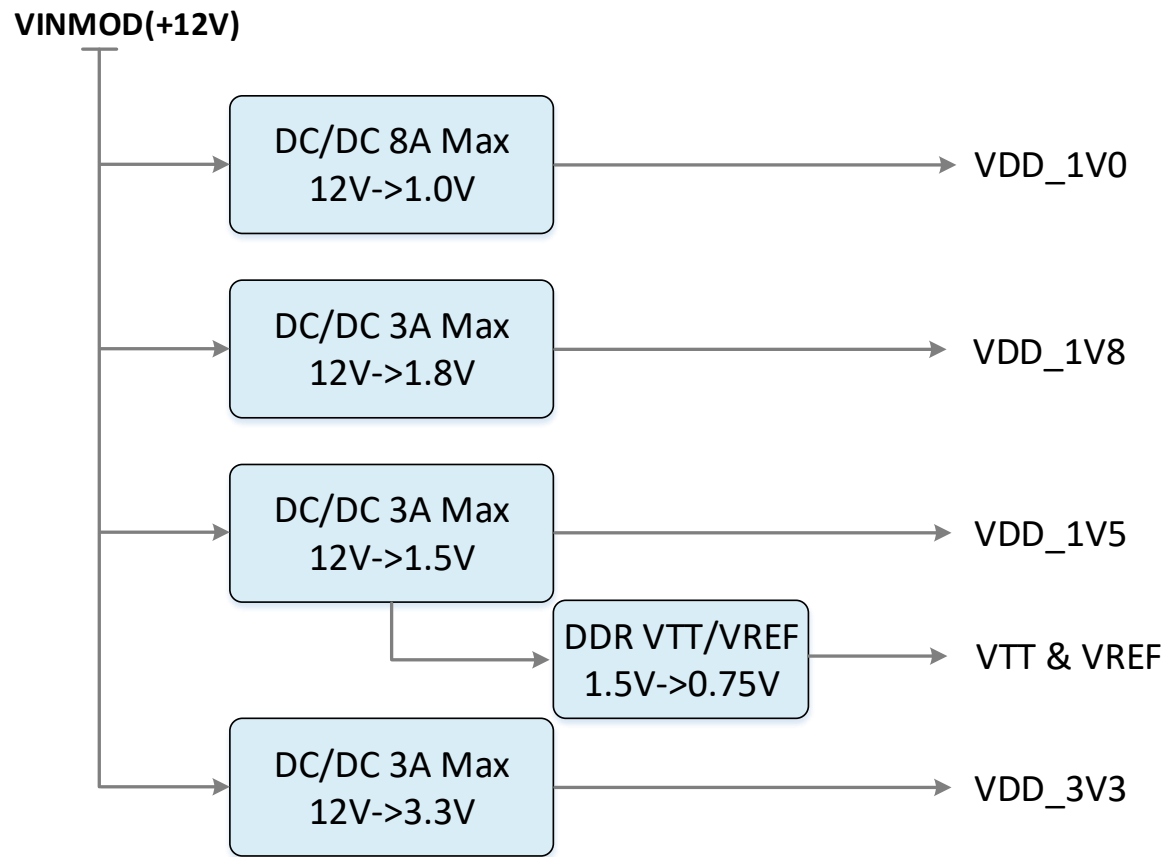 VINMOD(+12V)
DC/DC 8A Max
12V->1.0V
VDD_1V0
DC/DC 3A Max
12V->1.8V
VDD_1V8
DC/DC 3A Max
12V->1.5V
VDD_1V5
DDR VTT/VREF
1.5V->0.75V
VTT & VREF
DC/DC 3A Max
12V->3.3V
VDD_3V3